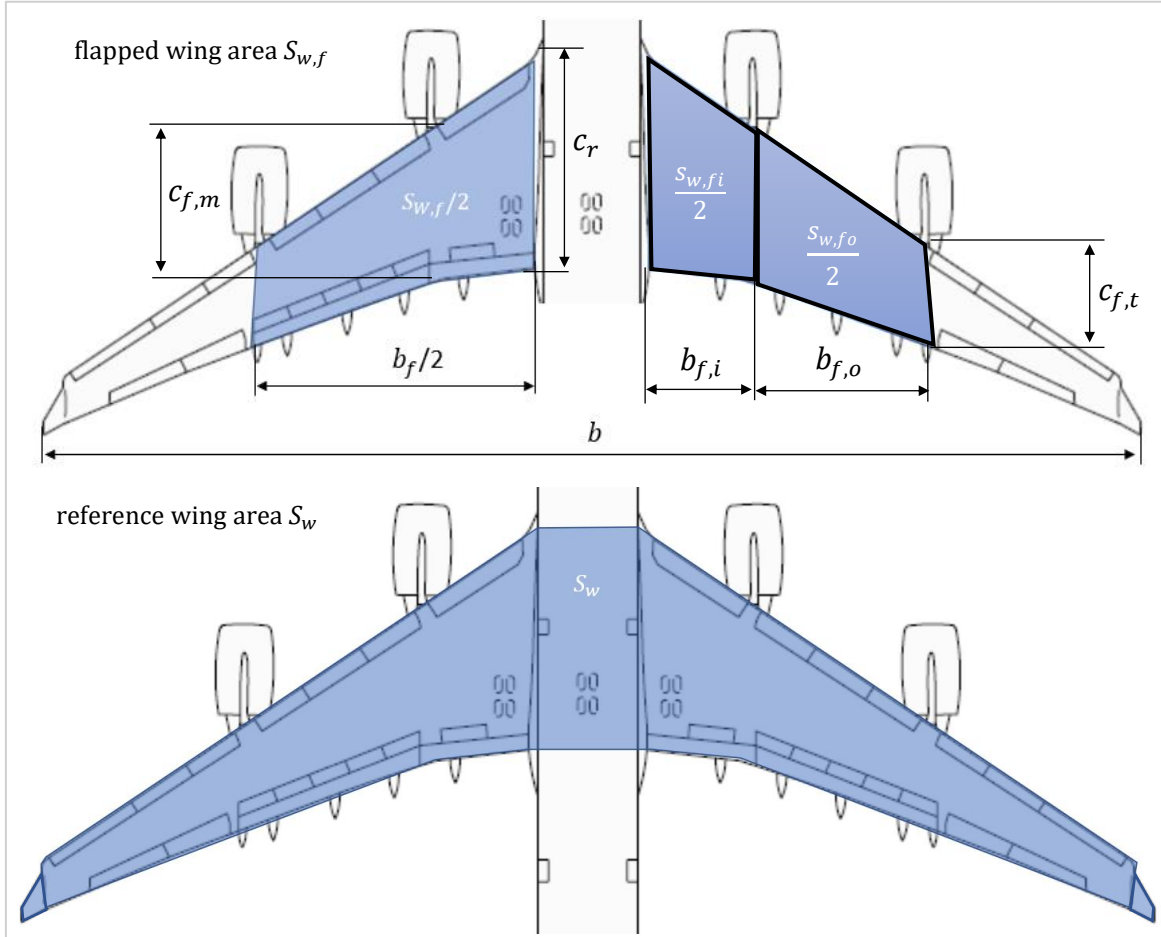 flapped wing area S_{w,f}
c_r
c_{f,m}
S_{W,f}/2
s_{w,fi}
2
s_{w,fo}
2
c_{f,t}
b_f/2
b_{f,i}
b_{f,o}
b
reference wing area S_w
S_w